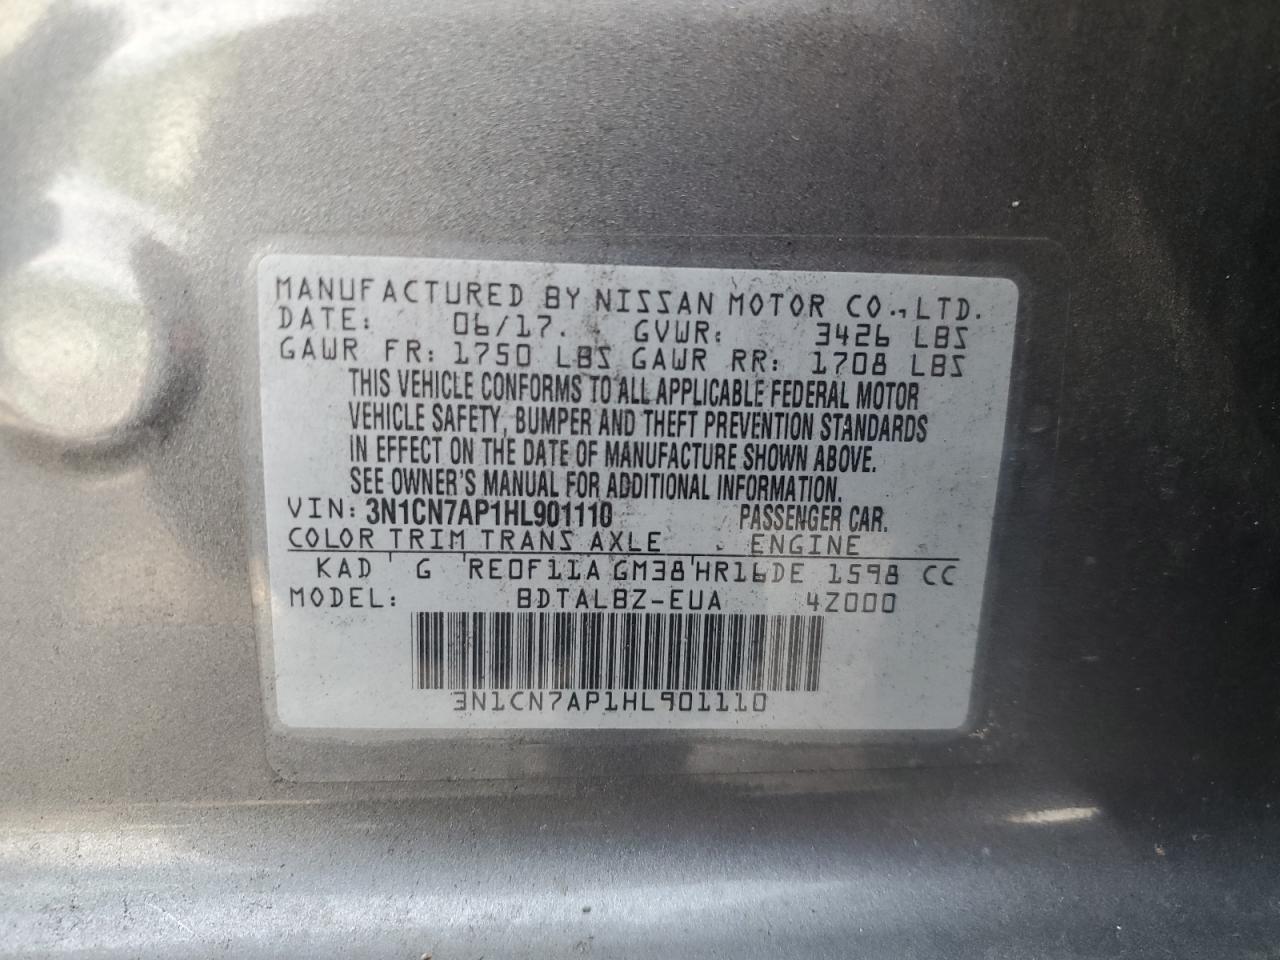 MANUFACTURED BY NISSAN MOTOR CO., LTD.
DATE: 06/17. GVWR: 3426 LBS
GAWR FR: 1750 LBS GAWR RR: 1708 LBS
THIS VEHICLE CONFORMS TO ALL APPLICABLE FEDERAL MOTOR
VEHICLE SAFETY, BUMPER AND THEFT PREVENTION STANDARDS
IN EFFECT ON THE DATE OF MANUFACTURE SHOWN ABOVE.
SEE OWNER'S MANUAL FOR ADDITIONAL INFORMATION.
VIN: 3N1CN7AP1HL901110 PASSENGER CAR.
COLOR TRIM TRANS AXLE ENGINE
KAD G RE0F11A GM38 HR16DE 1598 CC
MODEL: BDTALBZ-EUA 4Z000
3N1CN7AP1HL901110